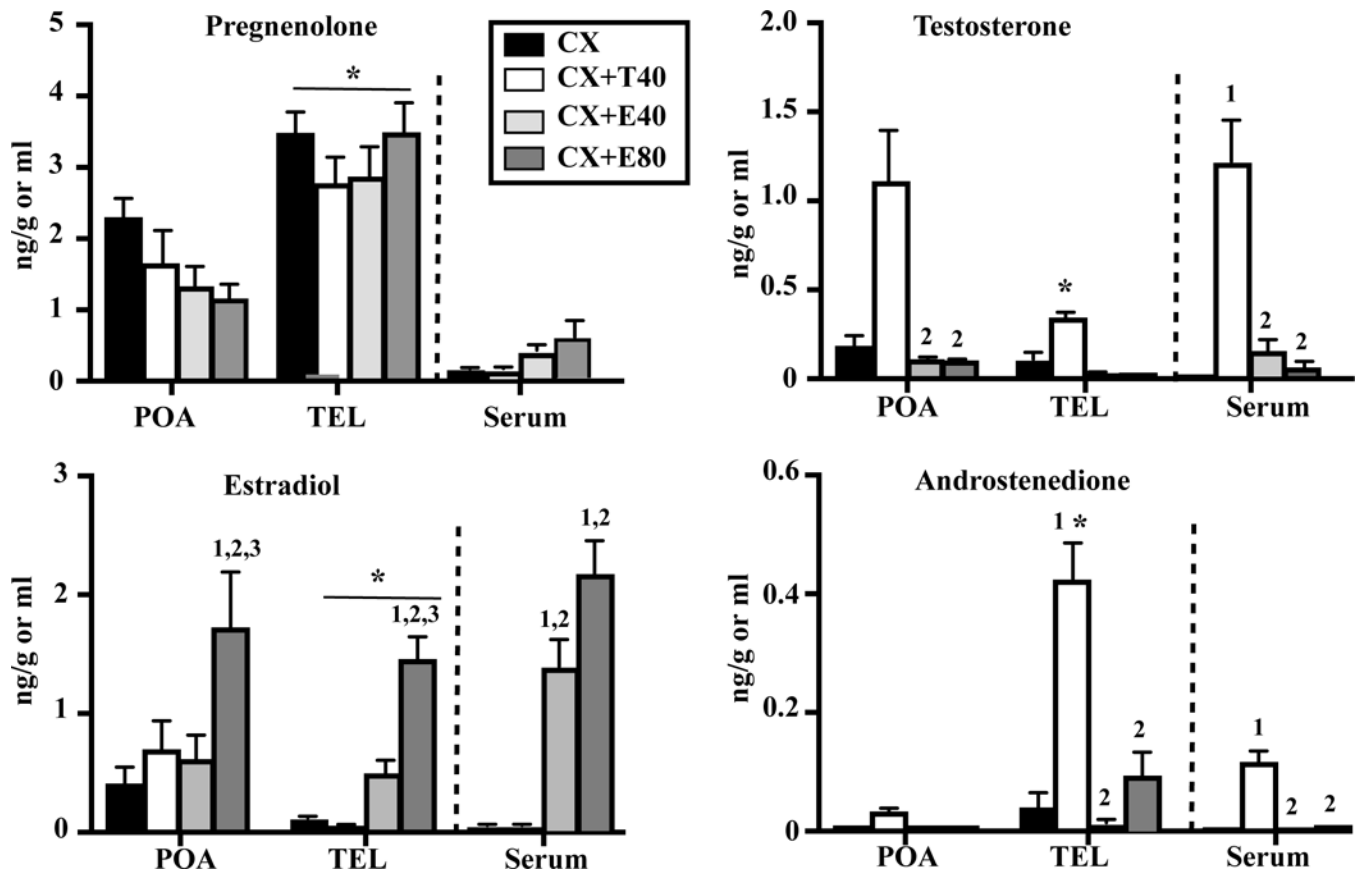 Pregnenolone
ng/g or ml
5
4
3
2
1
0
*
POA
TEL
Serum
CX
CX+T40
CX+E40
CX+E80
Testosterone
ng/g or ml
2.0
1.5
1.0
0.5
0
2
2
*
1
2
2
POA
TEL
Serum
Estradiol
ng/g or ml
3
2
1
0
1,2,3
*
1,2,3
1,2
1,2
POA
TEL
Serum
Androstenedione
ng/g or ml
0.6
0.4
0.2
0
1 *
2
2
1
2
2
POA
TEL
Serum